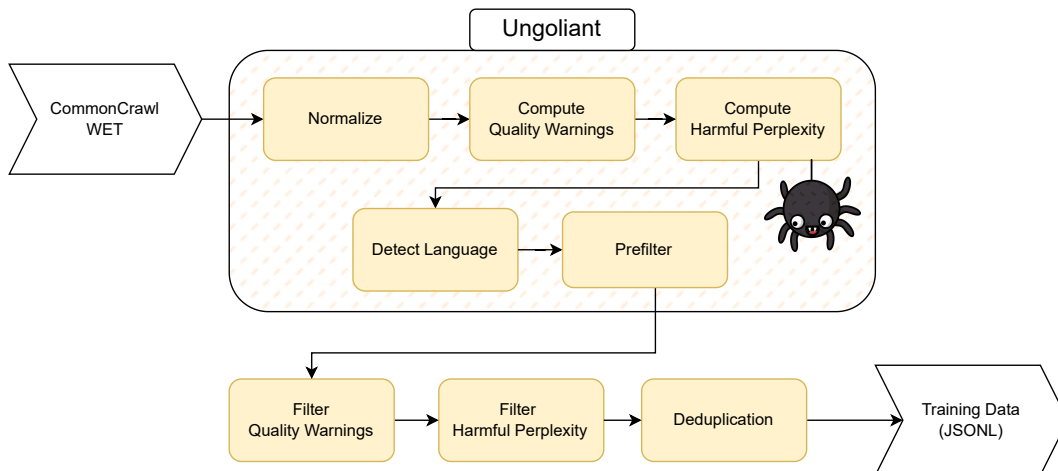 Ungoliant
CommonCrawl
WET
Normalize
Compute
Quality Warnings
Compute
Harmful Perplexity
Detect Language
Prefilter
Filter
Quality Warnings
Filter
Harmful Perplexity
Deduplication
Training Data
(JSONL)